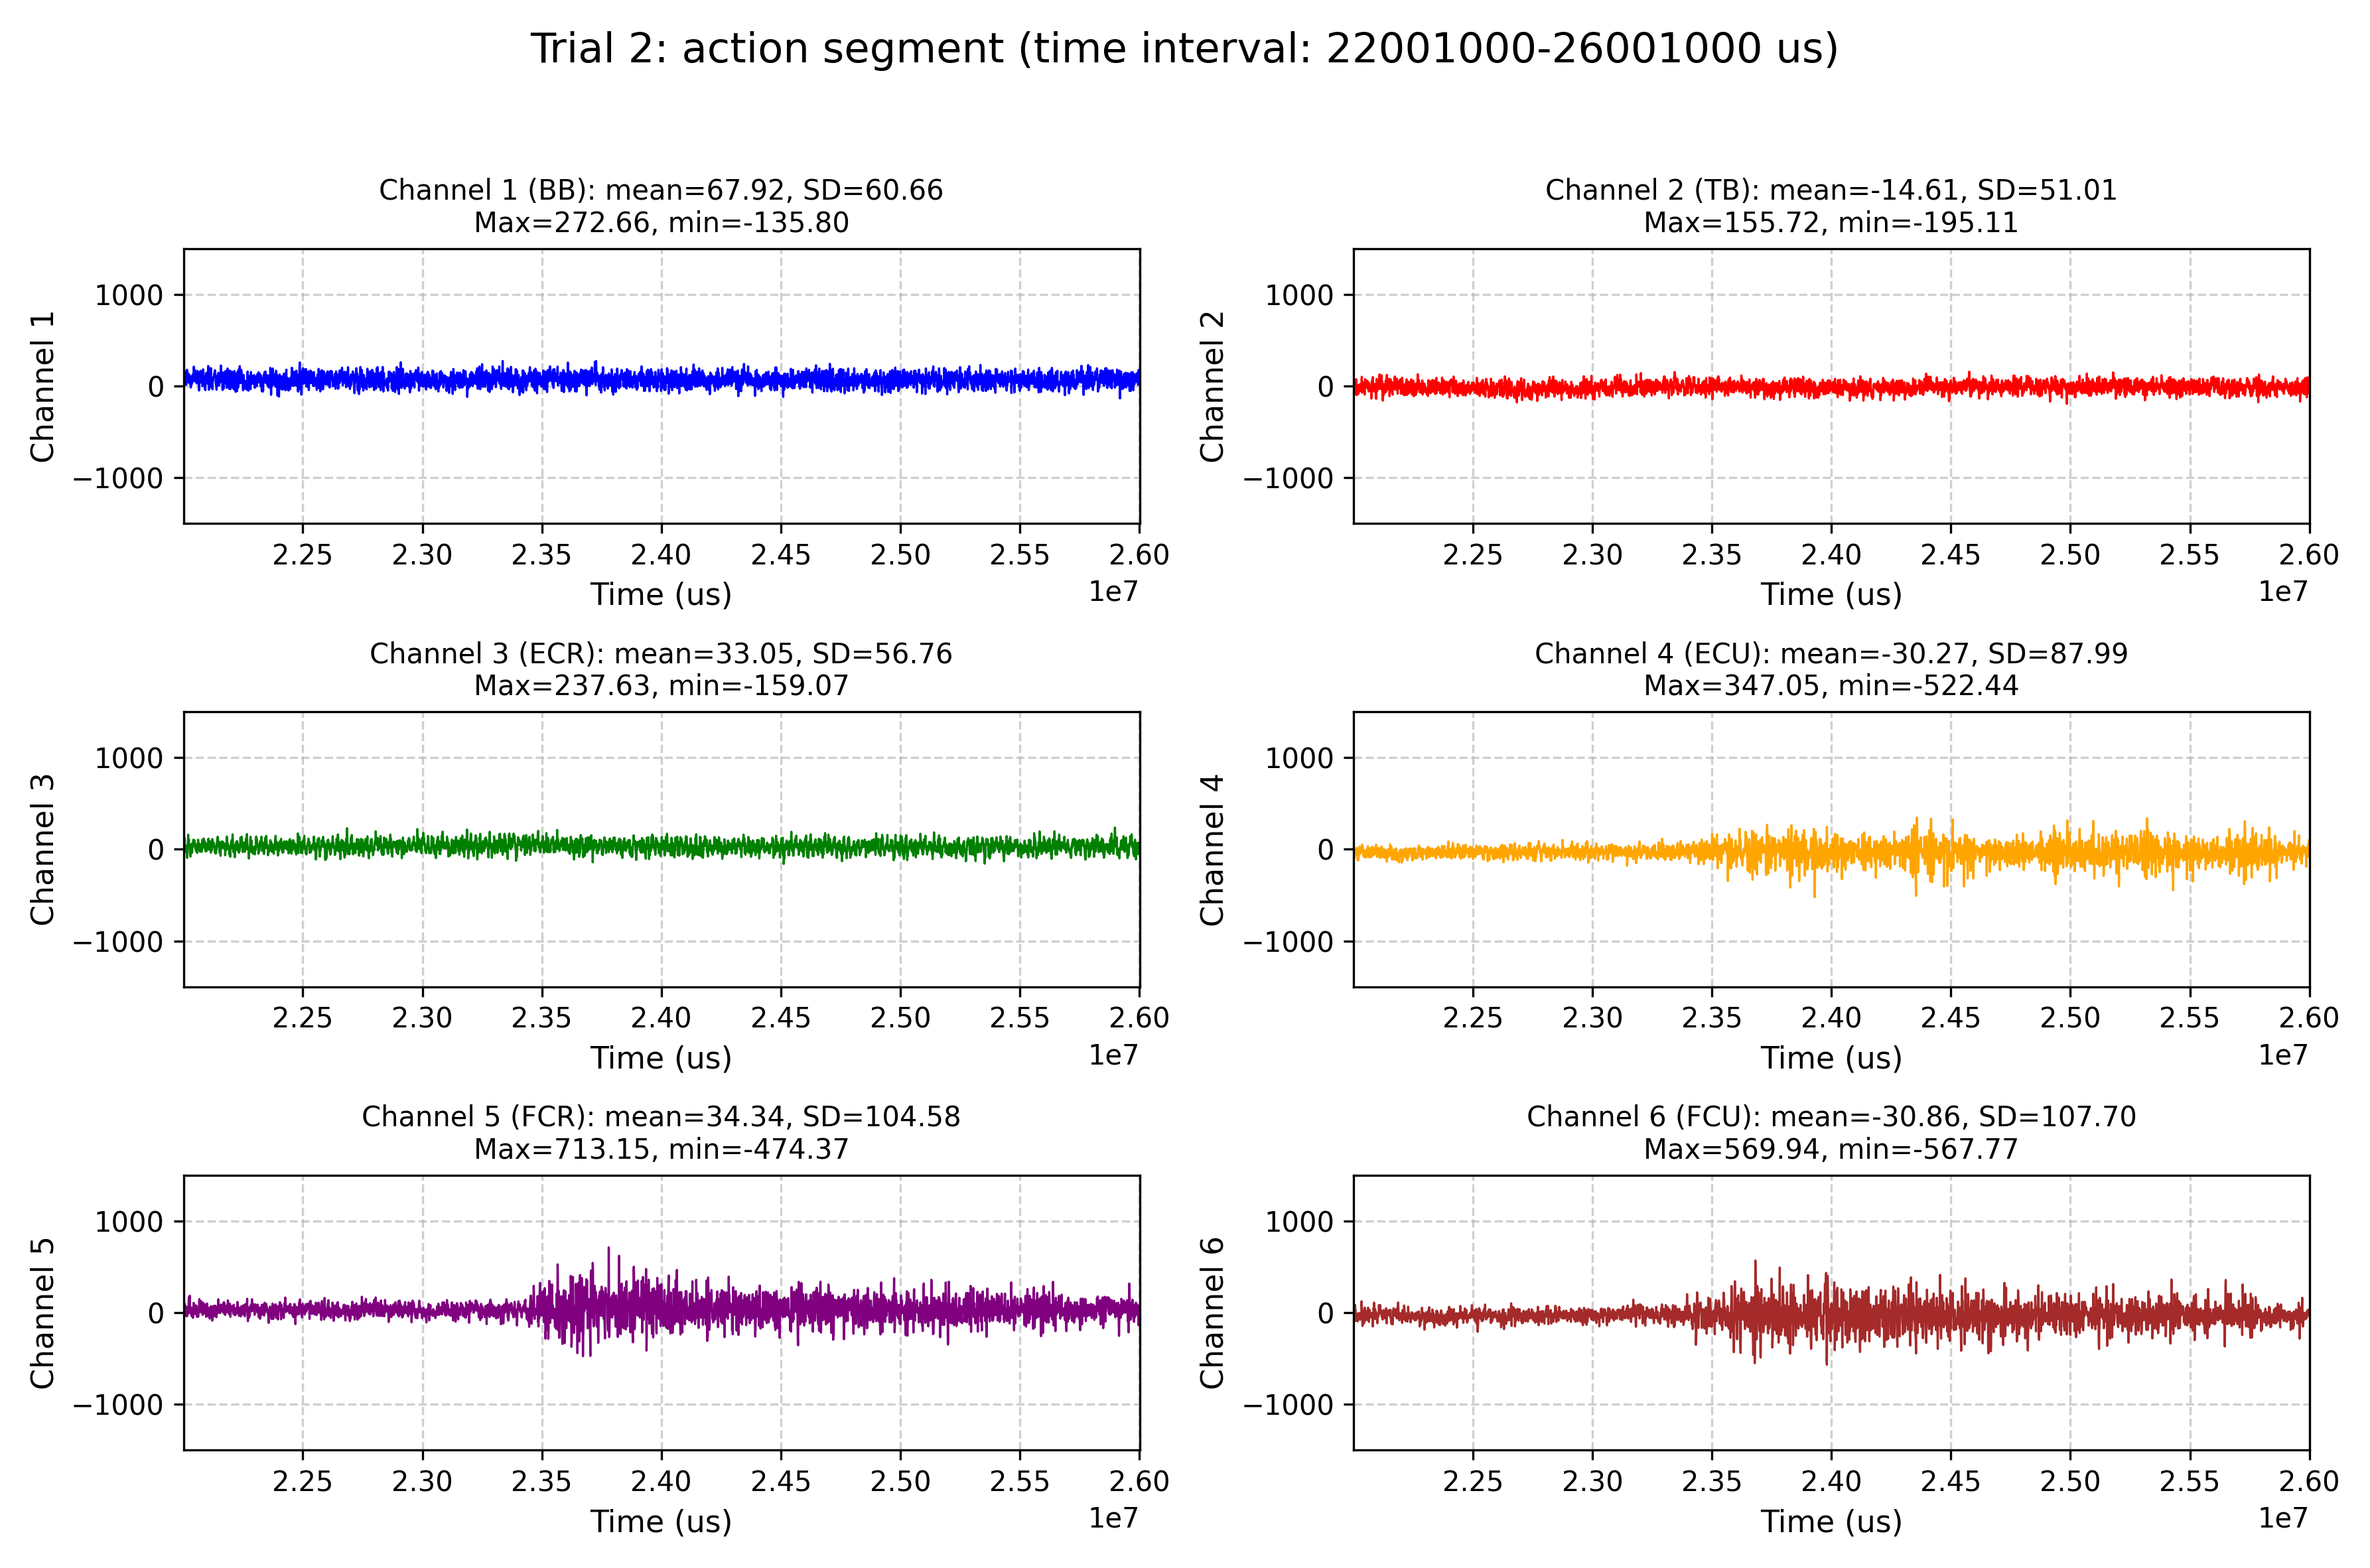 Trial 2: action segment (time interval: 22001000-26001000 us)
Channel 1 (BB): mean=67.92, SD=60.66
Max=272.66, min=-135.80
Channel 1
1000
0
−1000
2.25 2.30 2.35 2.40 2.45 2.50 2.55 2.60
Time (us)
1e7
Channel 2 (TB): mean=-14.61, SD=51.01
Max=155.72, min=-195.11
Channel 2
1000
0
−1000
2.25 2.30 2.35 2.40 2.45 2.50 2.55 2.60
Time (us)
1e7
Channel 3 (ECR): mean=33.05, SD=56.76
Max=237.63, min=-159.07
Channel 3
1000
0
−1000
2.25 2.30 2.35 2.40 2.45 2.50 2.55 2.60
Time (us)
1e7
Channel 4 (ECU): mean=-30.27, SD=87.99
Max=347.05, min=-522.44
Channel 4
1000
0
−1000
2.25 2.30 2.35 2.40 2.45 2.50 2.55 2.60
Time (us)
1e7
Channel 5 (FCR): mean=34.34, SD=104.58
Max=713.15, min=-474.37
Channel 5
1000
0
−1000
2.25 2.30 2.35 2.40 2.45 2.50 2.55 2.60
Time (us)
1e7
Channel 6 (FCU): mean=-30.86, SD=107.70
Max=569.94, min=-567.77
Channel 6
1000
0
−1000
2.25 2.30 2.35 2.40 2.45 2.50 2.55 2.60
Time (us)
1e7